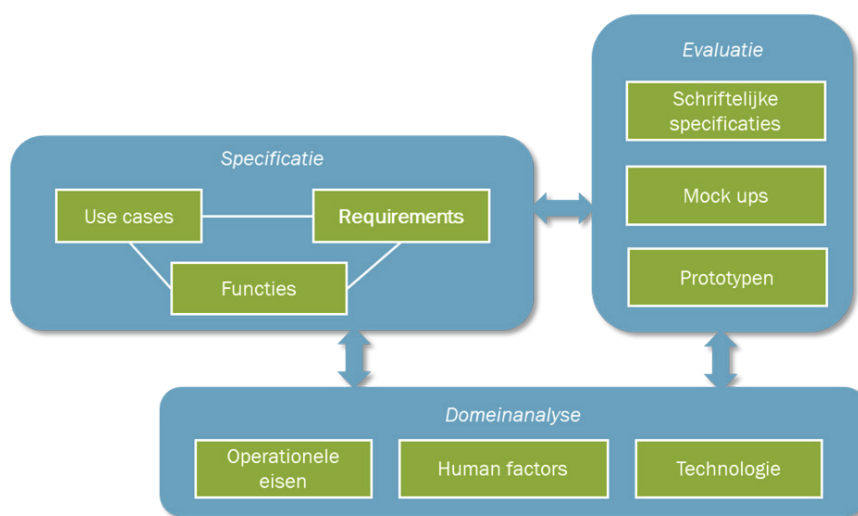 Specificatie
Use cases
Requirements
Functies
Evaluatie
Schriftelijke
specificaties
Mock ups
Prototypen
Domeinanalyse
Operationele
eisen
Human factors
Technologie